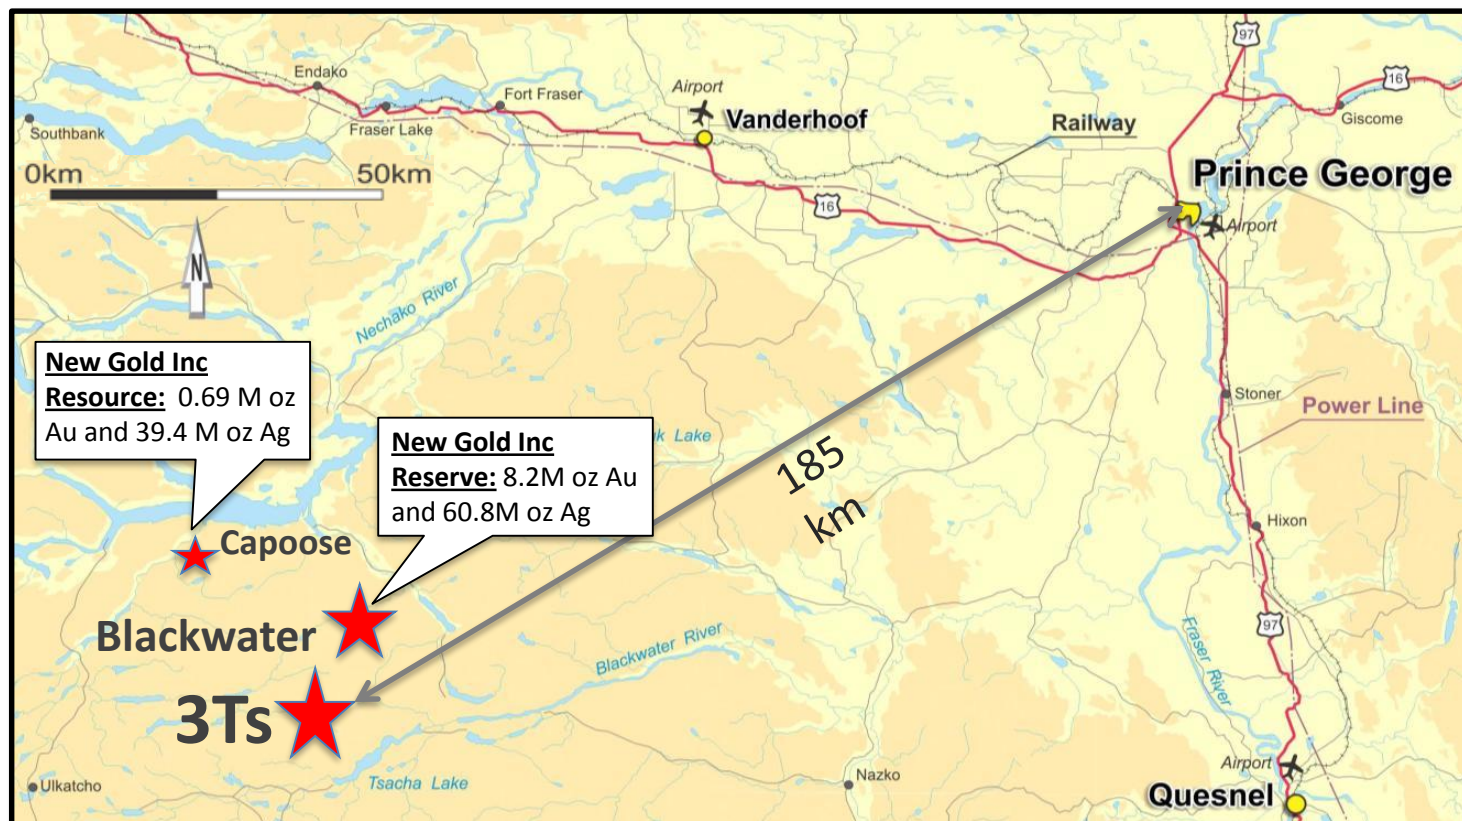 97
16
Endako
Airport
Fort Fraser
Giscome
Vanderhoof
Southbank
Fraser Lake
Railway
0km
50km
Prince George
16
Airport
N
Nechako River
New Gold Inc
Resource: 0.69 M oz
Au and 39.4 M oz Ag
Stoner
Power Line
New Gold Inc
Reserve: 8.2M oz Au
and 60.8M oz Ag
Lake
185
km
Hixon
Capoose
Blackwater
97
Blackwater River
Fraser River
3Ts
Airport
Tsacha Lake
Nazko
Ulkatcho
Quesnel